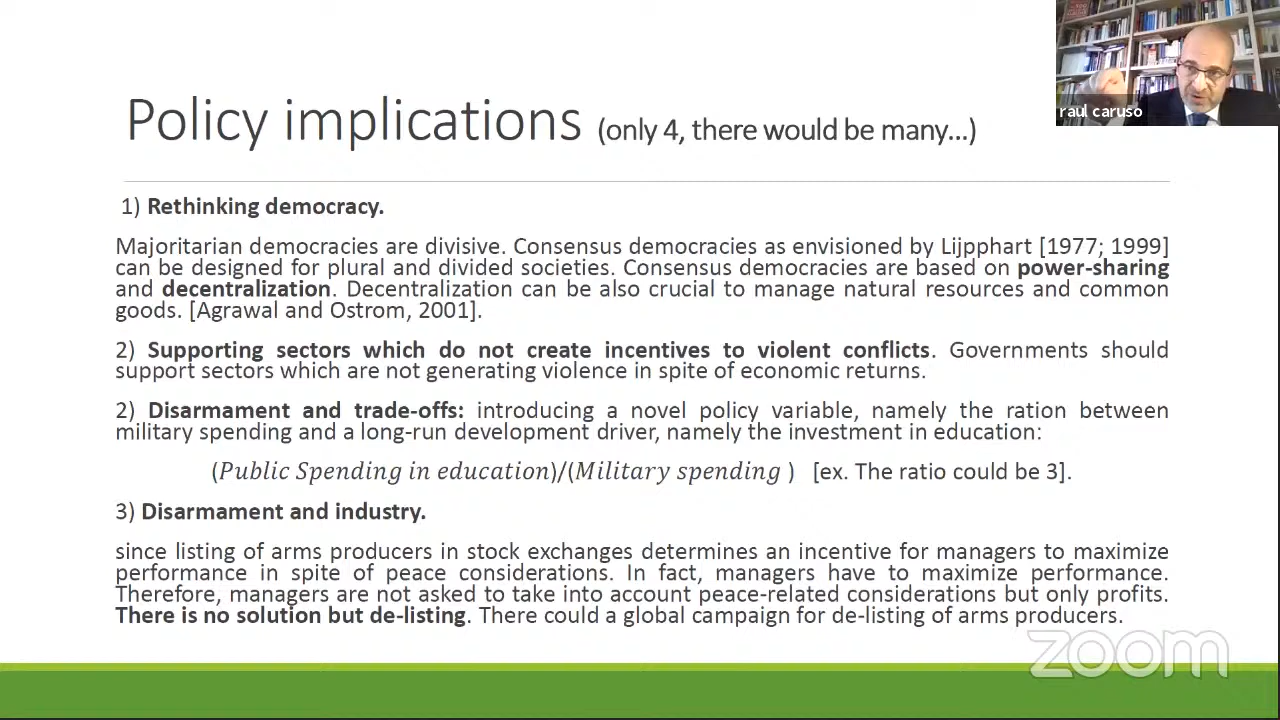 Policy implications (only 4, there would be many…)
raul caruso
1) Rethinking democracy.
Majoritarian democracies are divisive. Consensus democracies as envisioned by Lijpphart [1977; 1999]
can be designed for plural and divided societies. Consensus democracies are based on power-sharing
and decentralization. Decentralization can be also crucial to manage natural resources and common
goods. [Agrawal and Ostrom, 2001].
2) Supporting sectors which do not create incentives to violent conflicts. Governments should
support sectors which are not generating violence in spite of economic returns.
2) Disarmament and trade-offs: introducing a novel policy variable, namely the ration between
military spending and a long-run development driver, namely the investment in education:
(Public Spending in education)/(Military spending ) [ex. The ratio could be 3].
3) Disarmament and industry.
since listing of arms producers in stock exchanges determines an incentive for managers to maximize
performance in spite of peace considerations. In fact, managers have to maximize performance.
Therefore, managers are not asked to take into account peace-related considerations but only profits.
There is no solution but de-listing. There could a global campaign for de-listing of arms producers.
zoom